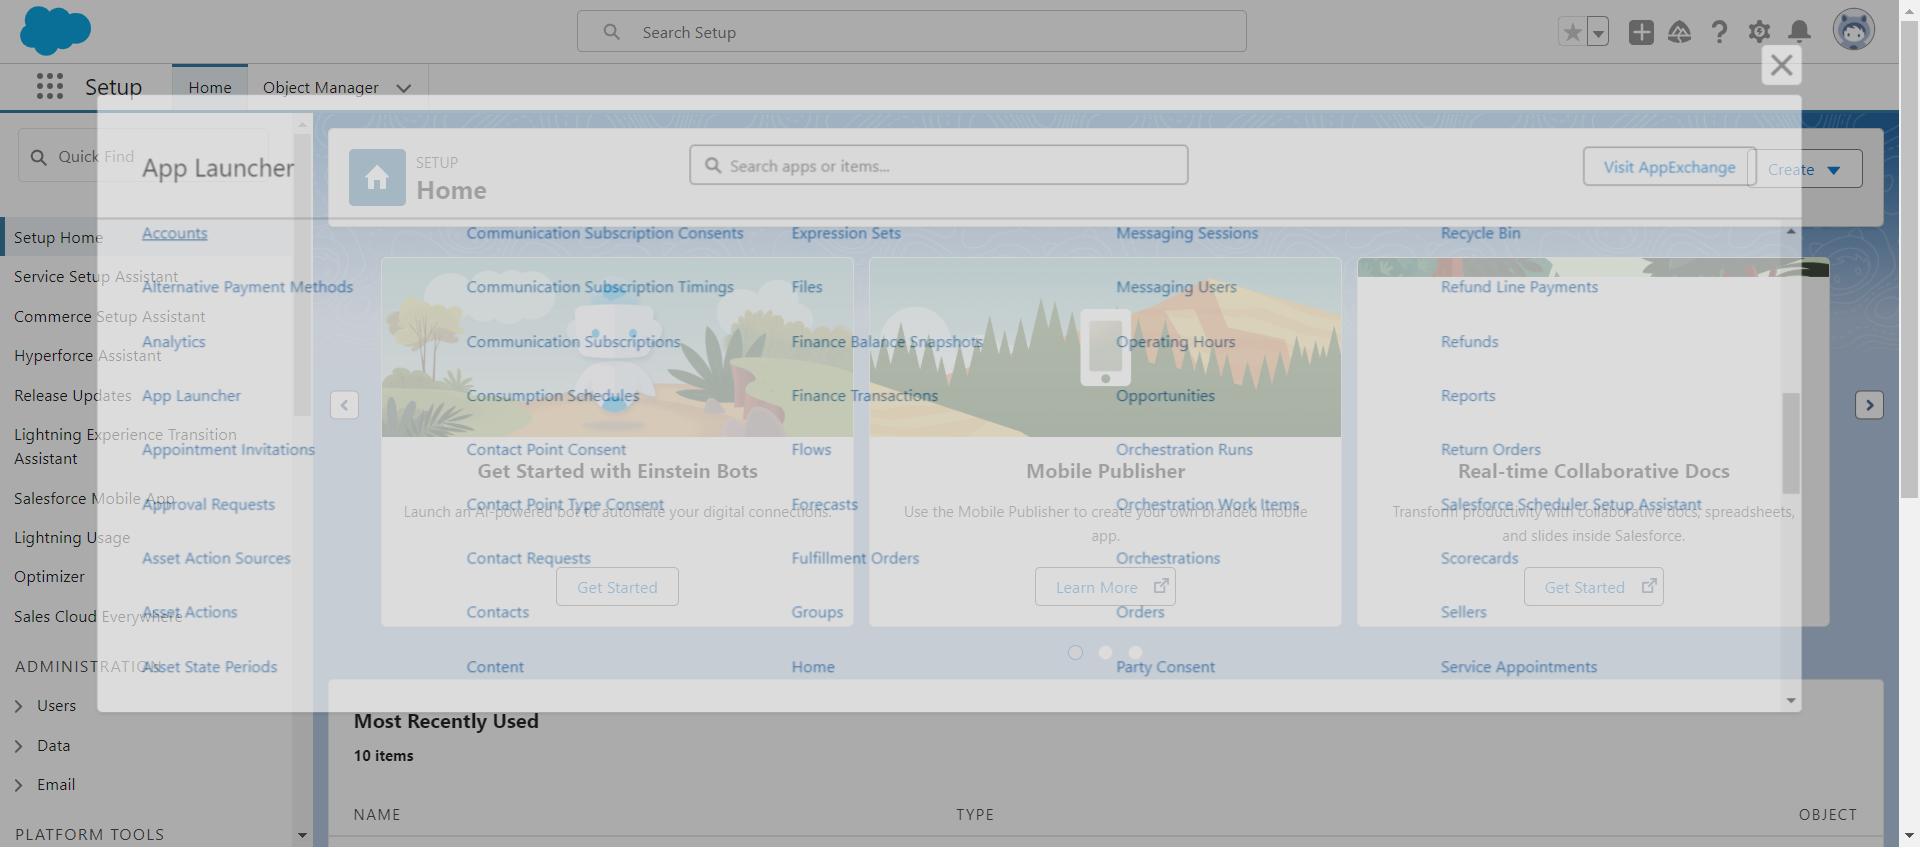 Search Setup
Setup
Home
Object Manager
Quick Find
App Launcher
SETUP
Home
Search apps or items...
Visit AppExchange
Create
Setup Home
Service Setup Assistant
Commerce Setup Assistant
Hyperforce Assistant
Release Updates
Lightning Experience Transition
Assistant
Salesforce Mobile App
Lightning Usage
Optimizer
Sales Cloud Everywhere
ADMINISTRATION
Users
Data
Email
PLATFORM TOOLS
Accounts
Alternative Payment Methods
Analytics
App Launcher
Appointment Invitations
Approval Requests
Asset Action Sources
Asset Actions
Asset State Periods
Communication Subscription Consents
Communication Subscription Timings
Communication Subscriptions
Consumption Schedules
Contact Point Consent
Contact Point Type Consent
Contact Requests
Contacts
Content
Expression Sets
Files
Finance Balance Snapshots
Finance Transactions
Flows
Forecasts
Fulfillment Orders
Groups
Home
Messaging Sessions
Messaging Users
Operating Hours
Opportunities
Orchestration Runs
Orchestration Work Items
Orchestrations
Orders
Party Consent
Recycle Bin
Refund Line Payments
Refunds
Reports
Return Orders
Salesforce Scheduler Setup Assistant
Scorecards
Sellers
Service Appointments
Get Started with Einstein Bots
Launch an AI-powered bot to automate your digital connections.
Get Started
Mobile Publisher
Use the Mobile Publisher to create your own branded mobile
app.
Learn More
Real-time Collaborative Docs
Transform productivity with collaborative docs, spreadsheets,
and slides inside Salesforce.
Get Started
Most Recently Used
10 items
NAME
TYPE
OBJECT